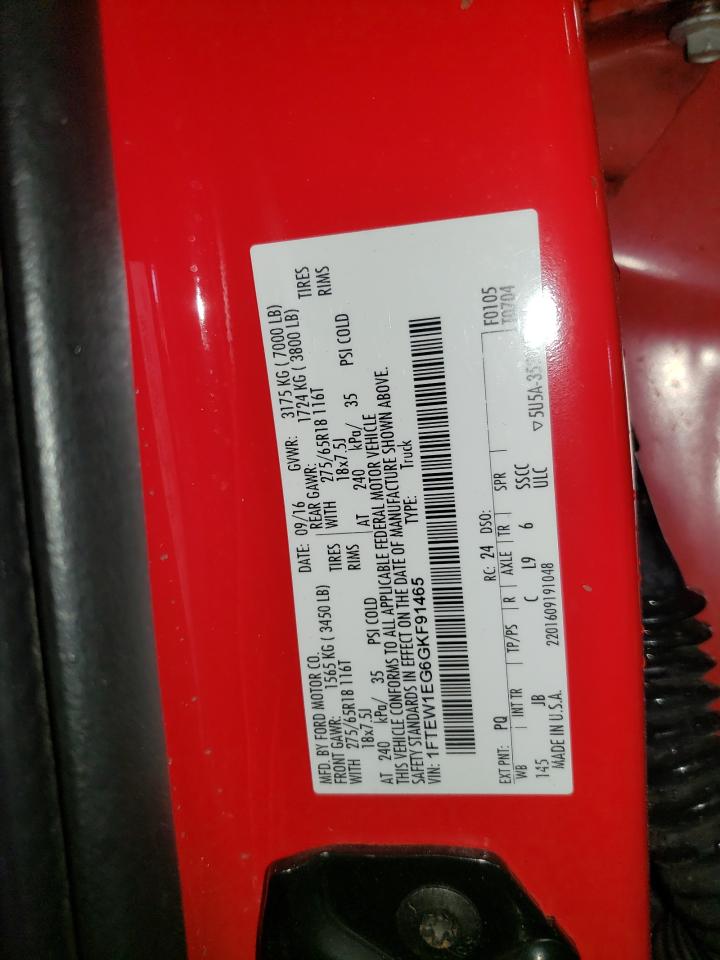 MFD. BY FORD MOTOR CO. DATE: 09/16 GVWR: 3175 KG ( 7000 LB)
FRONT GAWR: 1565 KG ( 3450 LB) REAR GAWR: 1724 KG ( 3800 LB)
WITH 275/65R18 116T TIRES WITH 275/65R18 116T TIRES
18x7.5J RIMS 18x7.5J RIMS
AT 240 kPa/ 35 PSI COLD AT 240 kPa/ 35 PSI COLD
THIS VEHICLE CONFORMS TO ALL APPLICABLE FEDERAL MOTOR VEHICLE
SAFETY STANDARDS IN EFFECT ON THE DATE OF MANUFACTURE SHOWN ABOVE.
VIN: 1FTEW1EG6GKF91465 TYPE: Truck
F0105
EXT PNT: PQ RC: 24 DSO: T0704
WB INT TR TP/PS R AXLE TR SPR
145 JB C L9 6 SSCC
MADE IN U.S.A. 2201609191048 ULC ▽5U5A-35